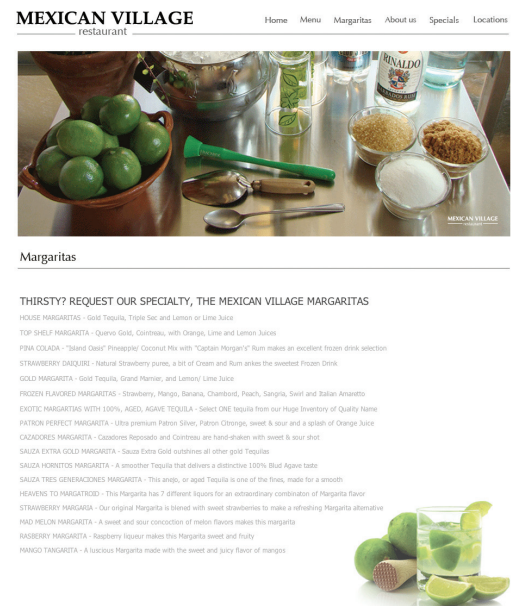 MEXICAN VILLAGE
restaurant
Home Menu Margaritas About us Specials Locations
RINALDO
BARBADOS RUM
MEXICAN VILLAGE
restaurant
Margaritas
THIRSTY? REQUEST OUR SPECIALTY, THE MEXICAN VILLAGE MARGARITAS
HOUSE MARGARITAS - Gold Tequila, Triple Sec and Lemon or Lime Juice
TOP SHELF MARGARITA - Quervo Gold, Cointreau, with Orange, Lime and Lemon Juices
PINA COLADA - "Island Oasis" Pineapple/ Coconut Mix with "Captain Morgan's" Rum makes an excellent frozen drink selection
STRAWBERRY DAIQUIRI - Natural Strawberry puree, a bit of Cream and Rum ankes the sweetest Frozen Drink
GOLD MARGARITA - Gold Tequila, Grand Marnier, and Lemon/ Lime Juice
FROZEN FLAVORED MARGARITAS - Strawberry, Mango, Banana, Chambord, Peach, Sangria, Swirl and Italian Amaretto
EXOTIC MARGARTIAS WITH 100%, AGED, AGAVE TEQUILA - Select ONE tequila from our Huge Inventory of Quality Name
PATRON PERFECT MARGARITA - Ultra premium Patron Silver, Patron Citronge, sweet & sour and a splash of Orange Juice
CAZADORES MARGARITA - Cazadores Reposado and Cointreau are hand-shaken with sweet & sour shot
SAUZA EXTRA GOLD MARGARITA - Sauza Extra Gold outshines all other gold Tequilas
SAUZA HORNITOS MARGARITA - A smoother Tequila that delivers a distinctive 100% Blud Agave taste
SAUZA TRES GENERACIONES MARGARITA - This anejo, or aged Tequila is one of the fines, made for a smooth
HEAVENS TO MARGATROID - This Margarita has 7 different liquors for an extraordinary combination of Margarita flavor
STRAWBERRY MARGARIA - Our original Margarita is blened with sweet drawberries to make a refreshing Margarita alternative
MAD MELON MARGARITA - A sweet and sour concoction of melon flavors makes this margarita
RASBERRY MARGARITA - Raspberry liqueur makes this Margarita sweet and fruity
MANGO TANGARITA - A luscious Margarita made with the sweet and juicy flavor of mangos